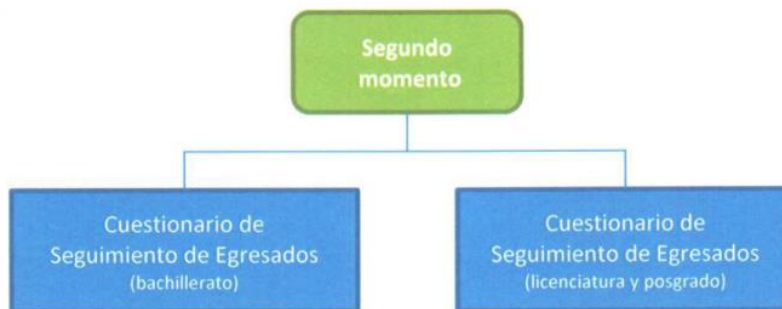 Segundo
momento
Cuestionario de
Seguimiento de Egresados
(bachillerato)
Cuestionario de
Seguimiento de Egresados
(licenciatura y posgrado)